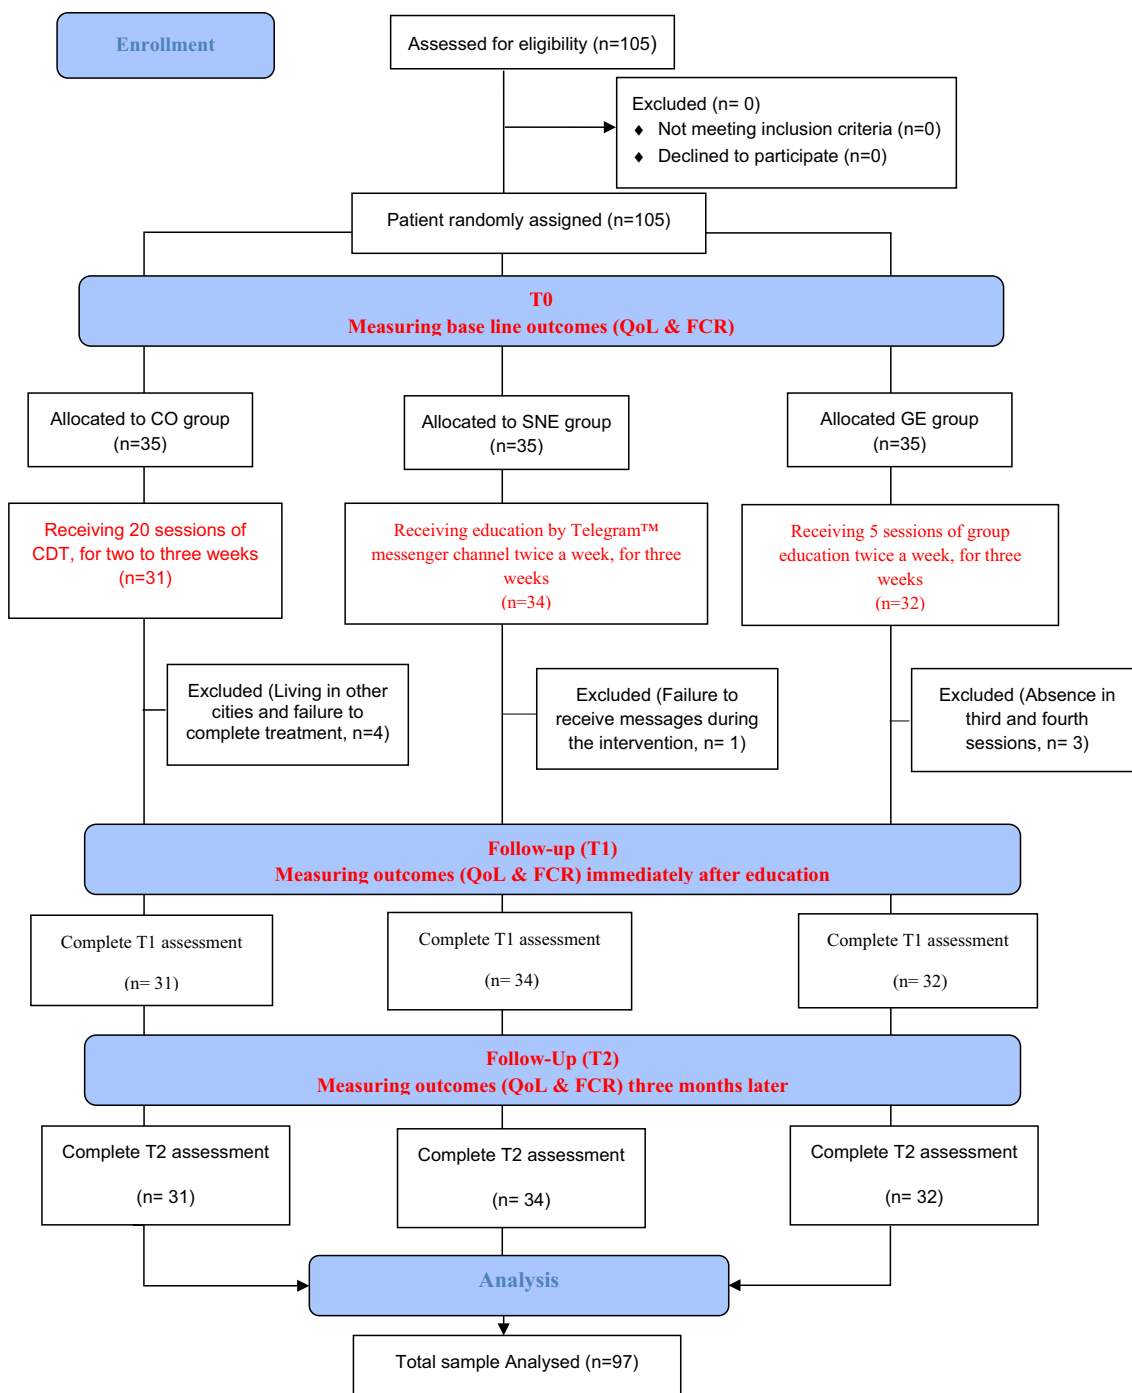 Enrollment
Assessed for eligibility (n=105)
Excluded (n= 0)
♦ Not meeting inclusion criteria (n=0)
♦ Declined to participate (n=0)
Patient randomly assigned (n=105)
T0
Measuring base line outcomes (QoL & FCR)
Allocated to CO group
(n=35)
Allocated to SNE group
(n=35)
Allocated GE group
(n=35)
Receiving 20 sessions of
CDT, for two to three weeks
(n=31)
Receiving education by Telegram™
messenger channel twice a week, for three
weeks
(n=34)
Receiving 5 sessions of group
education twice a week, for three
weeks
(n=32)
Excluded (Living in other
cities and failure to
complete treatment, n=4)
Excluded (Failure to
receive messages during
the intervention, n= 1)
Excluded (Absence in
third and fourth
sessions, n= 3)
Follow-up (T1)
Measuring outcomes (QoL & FCR) immediately after education
Complete T1 assessment
(n= 31)
Complete T1 assessment
(n= 34)
Complete T1 assessment
(n= 32)
Follow-Up (T2)
Measuring outcomes (QoL & FCR) three months later
Complete T2 assessment
(n= 31)
Complete T2 assessment
(n= 34)
Complete T2 assessment
(n= 32)
Analysis
Total sample Analysed (n=97)